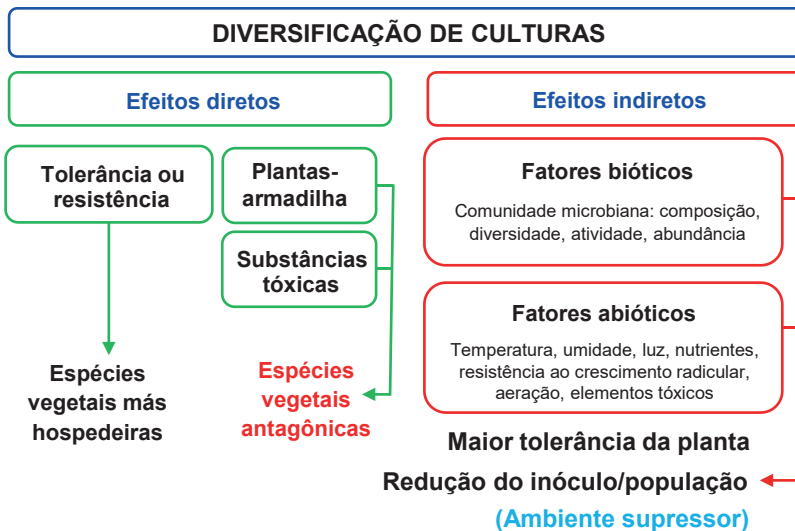 DIVERSIFICAÇÃO DE CULTURAS
Efeitos diretos
Efeitos indiretos
Tolerância ou
resistência
Plantas-
armadilha
Substâncias
tóxicas
Espécies
vegetais más
hospedeiras
Espécies
vegetais
antagônicas
Fatores bióticos
Comunidade microbiana: composição,
diversidade, atividade, abundância
Fatores abióticos
Temperatura, umidade, luz, nutrientes,
resistência ao crescimento radicular,
aeração, elementos tóxicos
Maior tolerância da planta
Redução do inóculo/população
(Ambiente supressor)